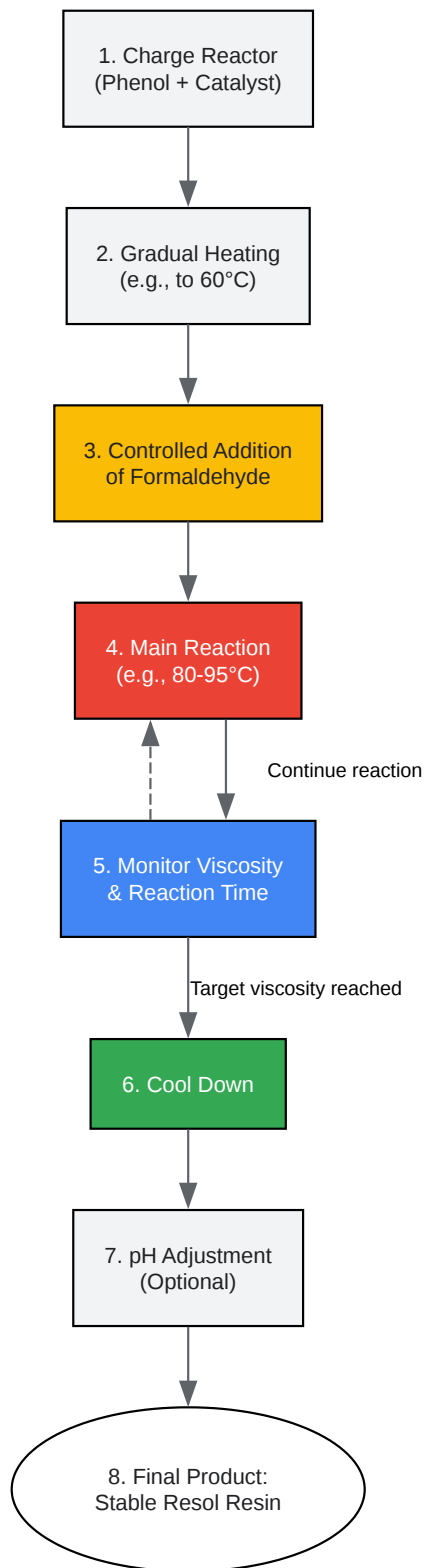 1. Charge Reactor
(Phenol + Catalyst)
2. Gradual Heating
(e.g., to 60°C)
3. Controlled Addition
of Formaldehyde
4. Main Reaction
(e.g., 80-95°C)
Continue reaction
5. Monitor Viscosity
& Reaction Time
Target viscosity reached
6. Cool Down
7. pH Adjustment
(Optional)
8. Final Product:
Stable Resol Resin